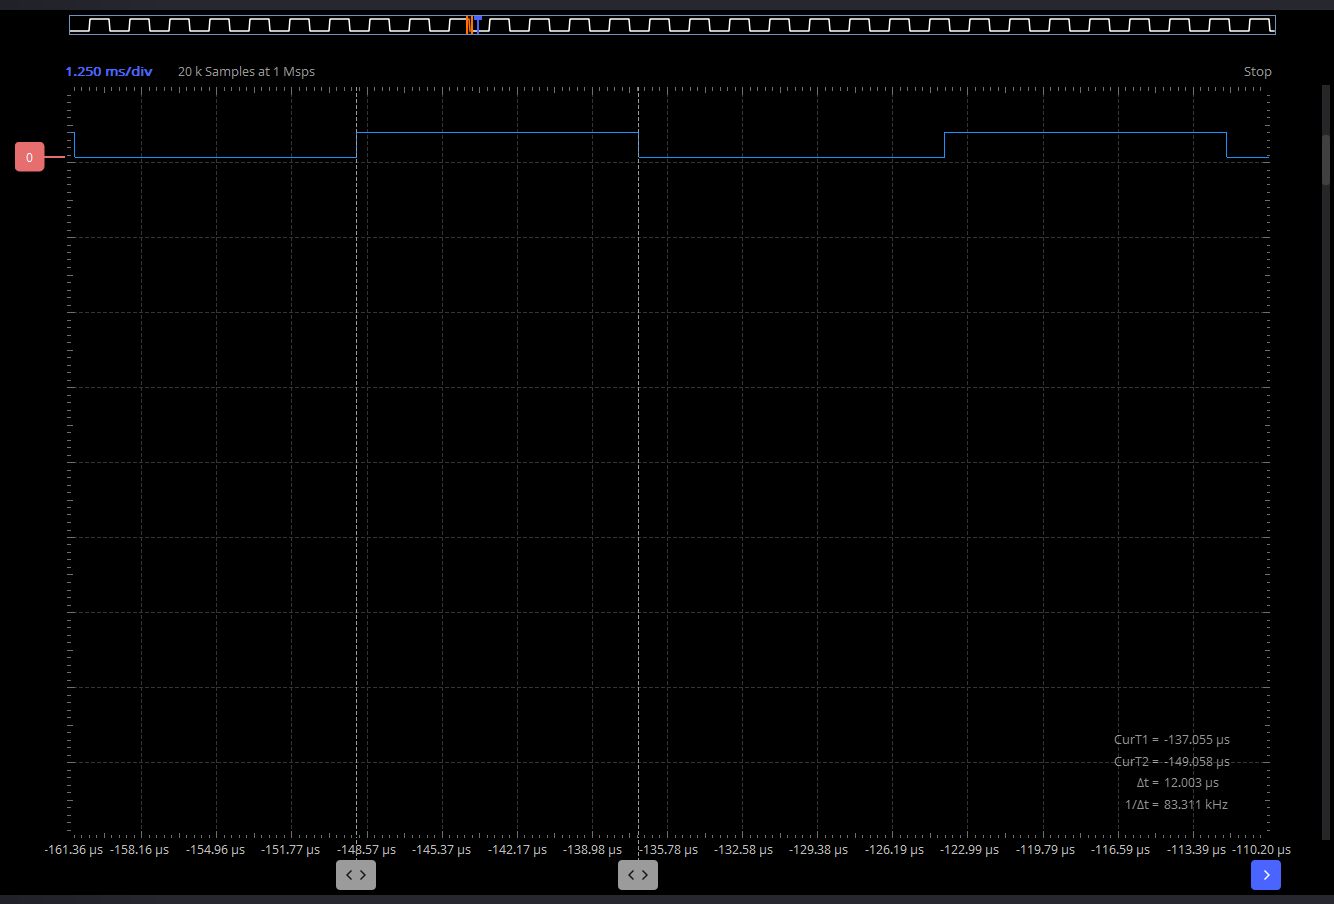 1.250 ms/div 20 k Samples at 1 Msps Stop
0
CurT1 = -137.055 µs
CurT2 = -149.058 µs
Δt = 12.003 µs
1/Δt = 83.311 kHz
-161.36 µs -158.16 µs -154.96 µs -151.77 µs -148.57 µs -145.37 µs -142.17 µs -138.98 µs -135.78 µs -132.58 µs -129.38 µs -126.19 µs -122.99 µs -119.79 µs -116.59 µs -113.39 µs -110.20 µs